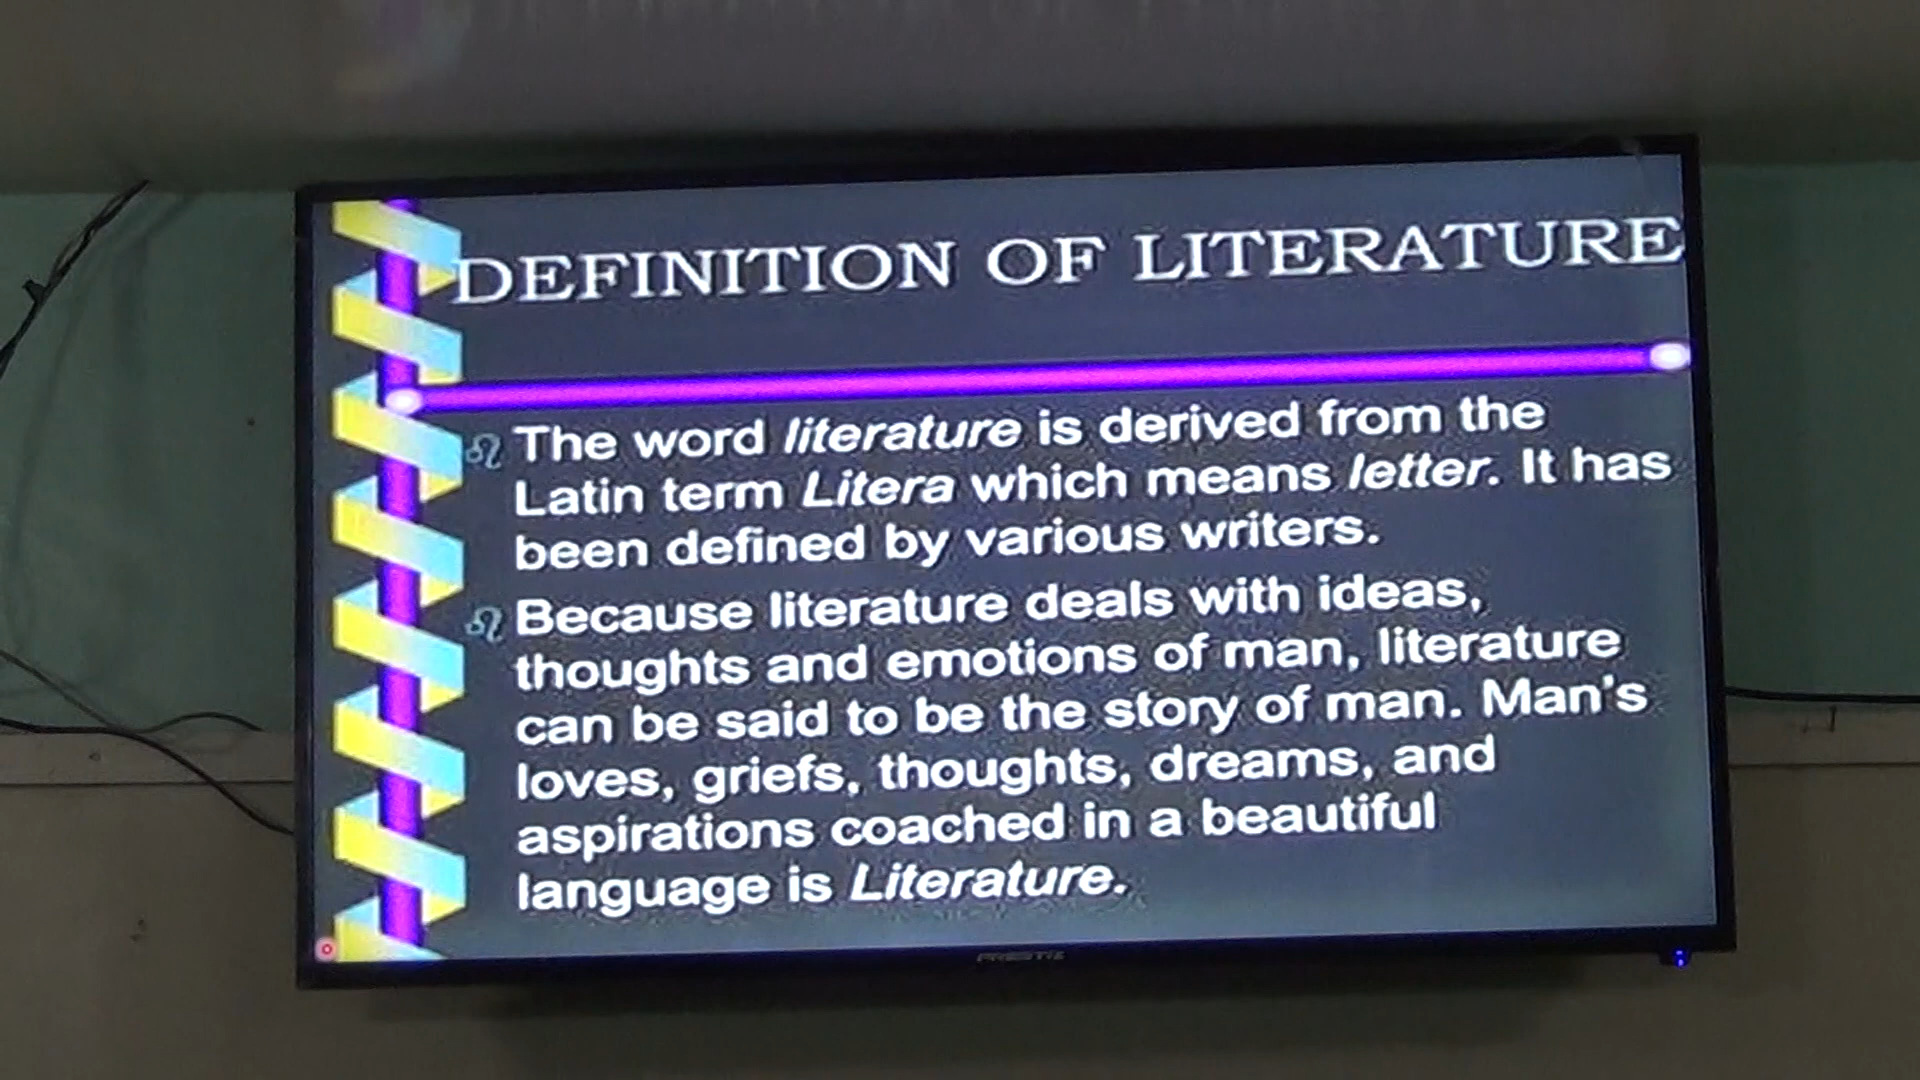 DEFINITION OF LITERATURE
The word literature is derived from the
Latin term Litera which means letter. It has
been defined by various writers.
Because literature deals with ideas,
thoughts and emotions of man, literature
can be said to be the story of man. Man's
loves, griefs, thoughts, dreams, and
aspirations coached in a beautiful
language is Literature.